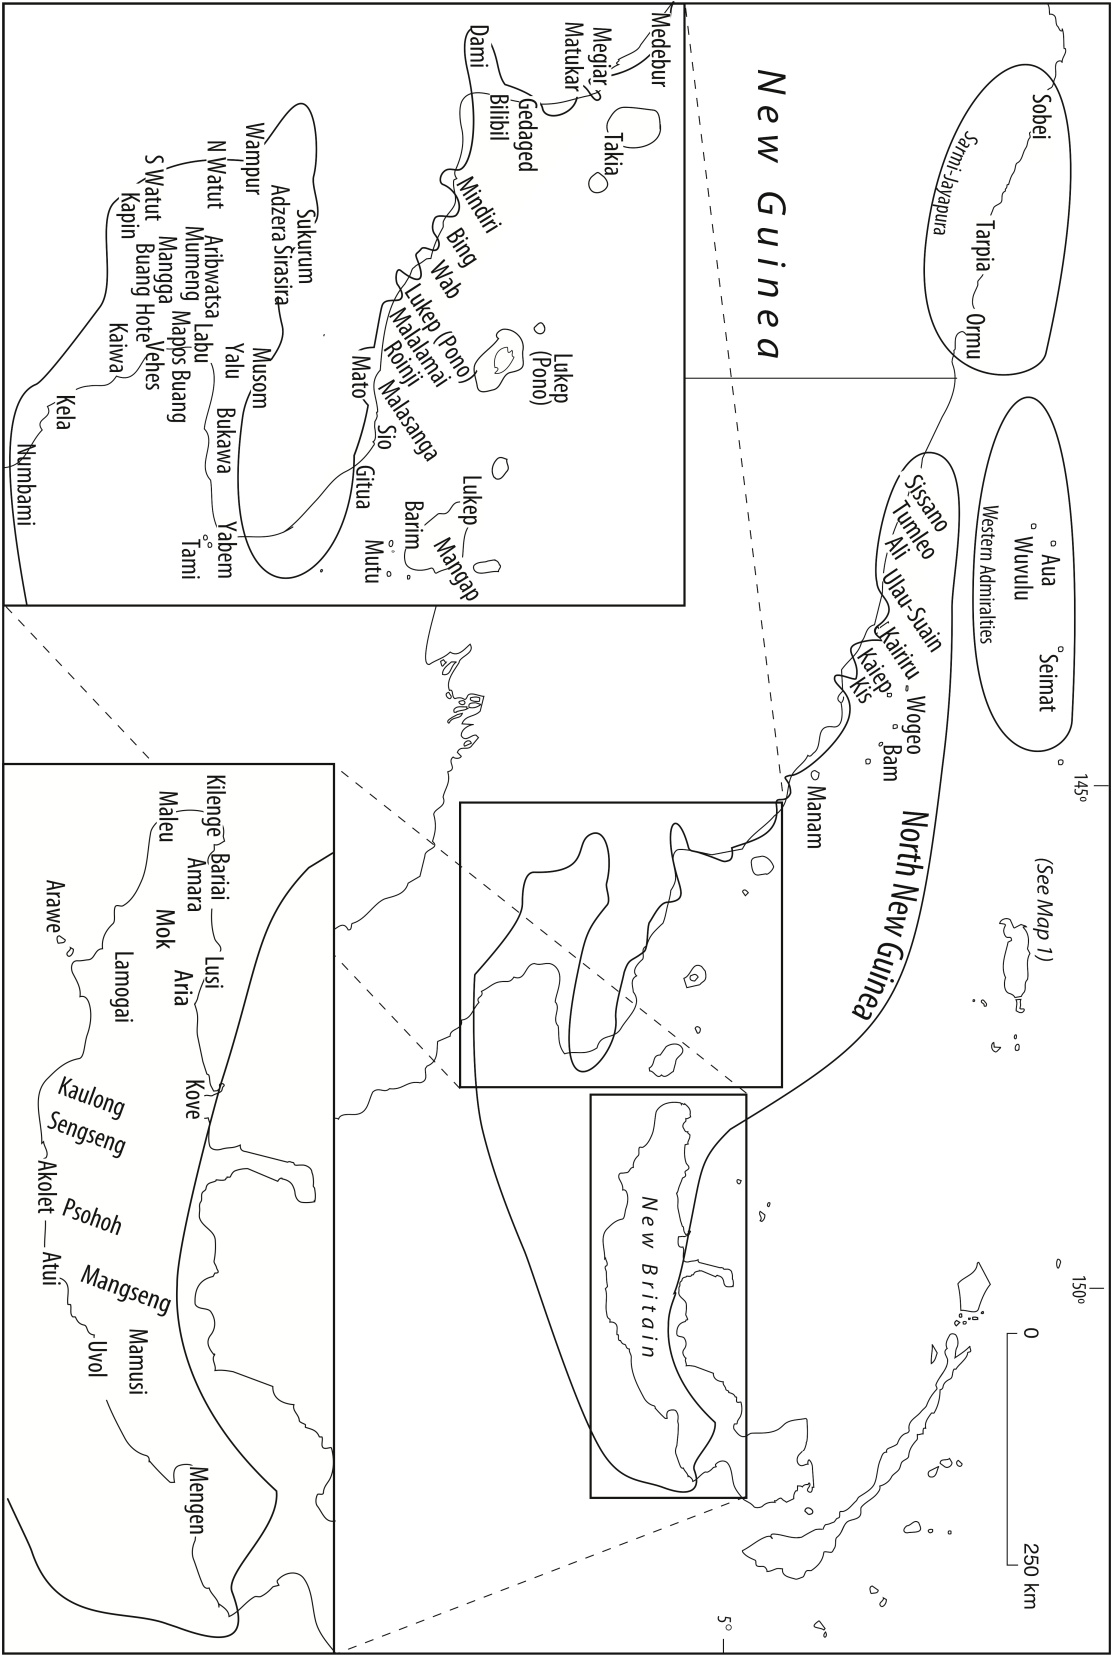 145º
150º
0
250 km
5º
(See Map 1)
Aua
Wuvulu
Seimat
Western Admiralties
Sobei
Tarpia
Ormu
Sarmi-Jayapura
New Guinea
North New Guinea
Sissano
Tumleo
Ali
Ulau-Suain
Kairiru
Kaiep
Kis
Wogeo
Bam
Manam
New Britain
Medebur
Megiar
Matukar
Takia
Gedaged
Bilibil
Dami
Mindiri
Bing
Wab
Lukep (Pono)
Malalamai
Roinji
Malasanga
Mato
Sio
Gitua
Lukep
(Pono)
Lukep
Barim
Mangap
Mutu
Sukurum
Adzera
Sirasira
Wampur
N Watut
S Watut
Kapin
Aribwatsa
Mumeng
Mangga
Buang
Labu
Mapos Buang
Hote
Vehes
Kaiwa
Yalu
Musom
Bukawa
Yabem
Tami
Kela
Numbami
Kilenge
Bariai
Amara
Maleu
Mok
Lusi
Aria
Kove
Arawe
Lamogai
Kaulong
Sengseng
Akolet
Psohoh
Atui
Mangseng
Mamusi
Uvol
Mengen